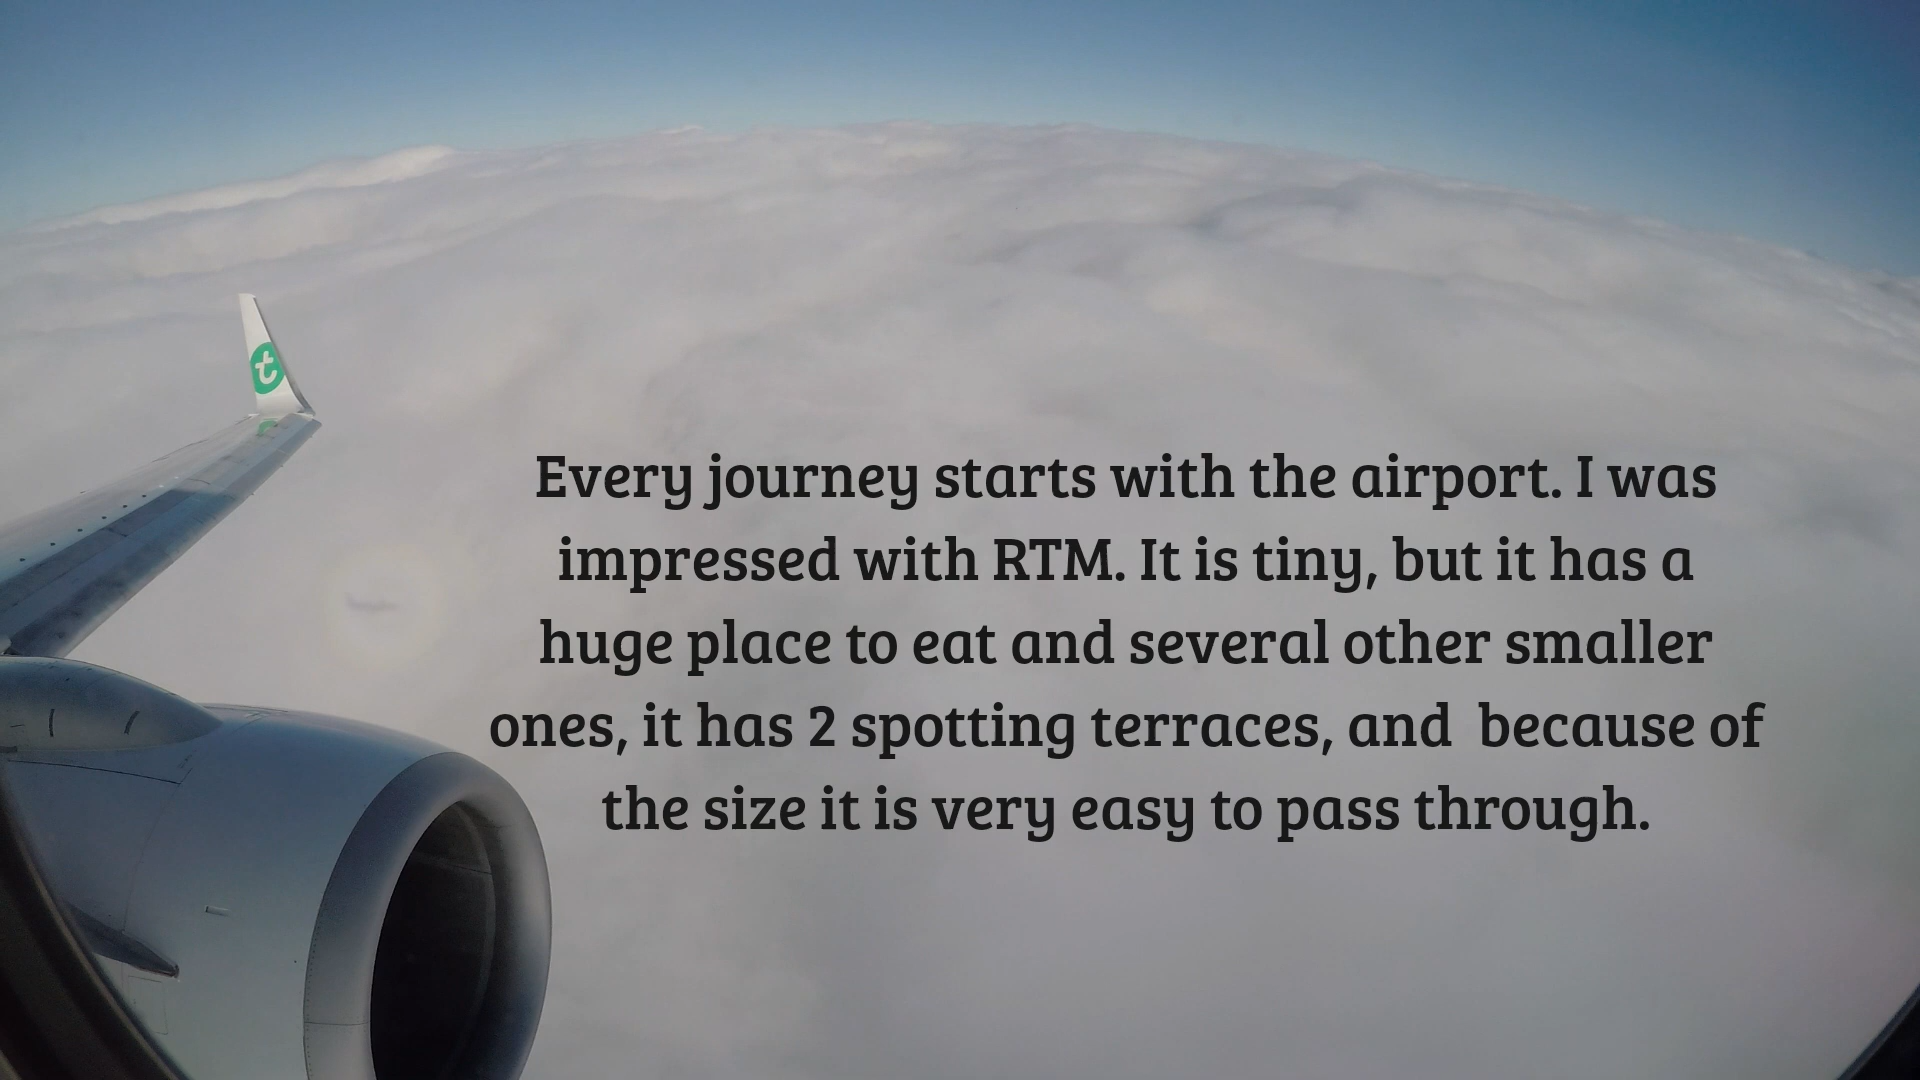 t
Every journey starts with the airport. I was
impressed with RTM. It is tiny, but it has a
huge place to eat and several other smaller
ones, it has 2 spotting terraces, and  because of
the size it is very easy to pass through.